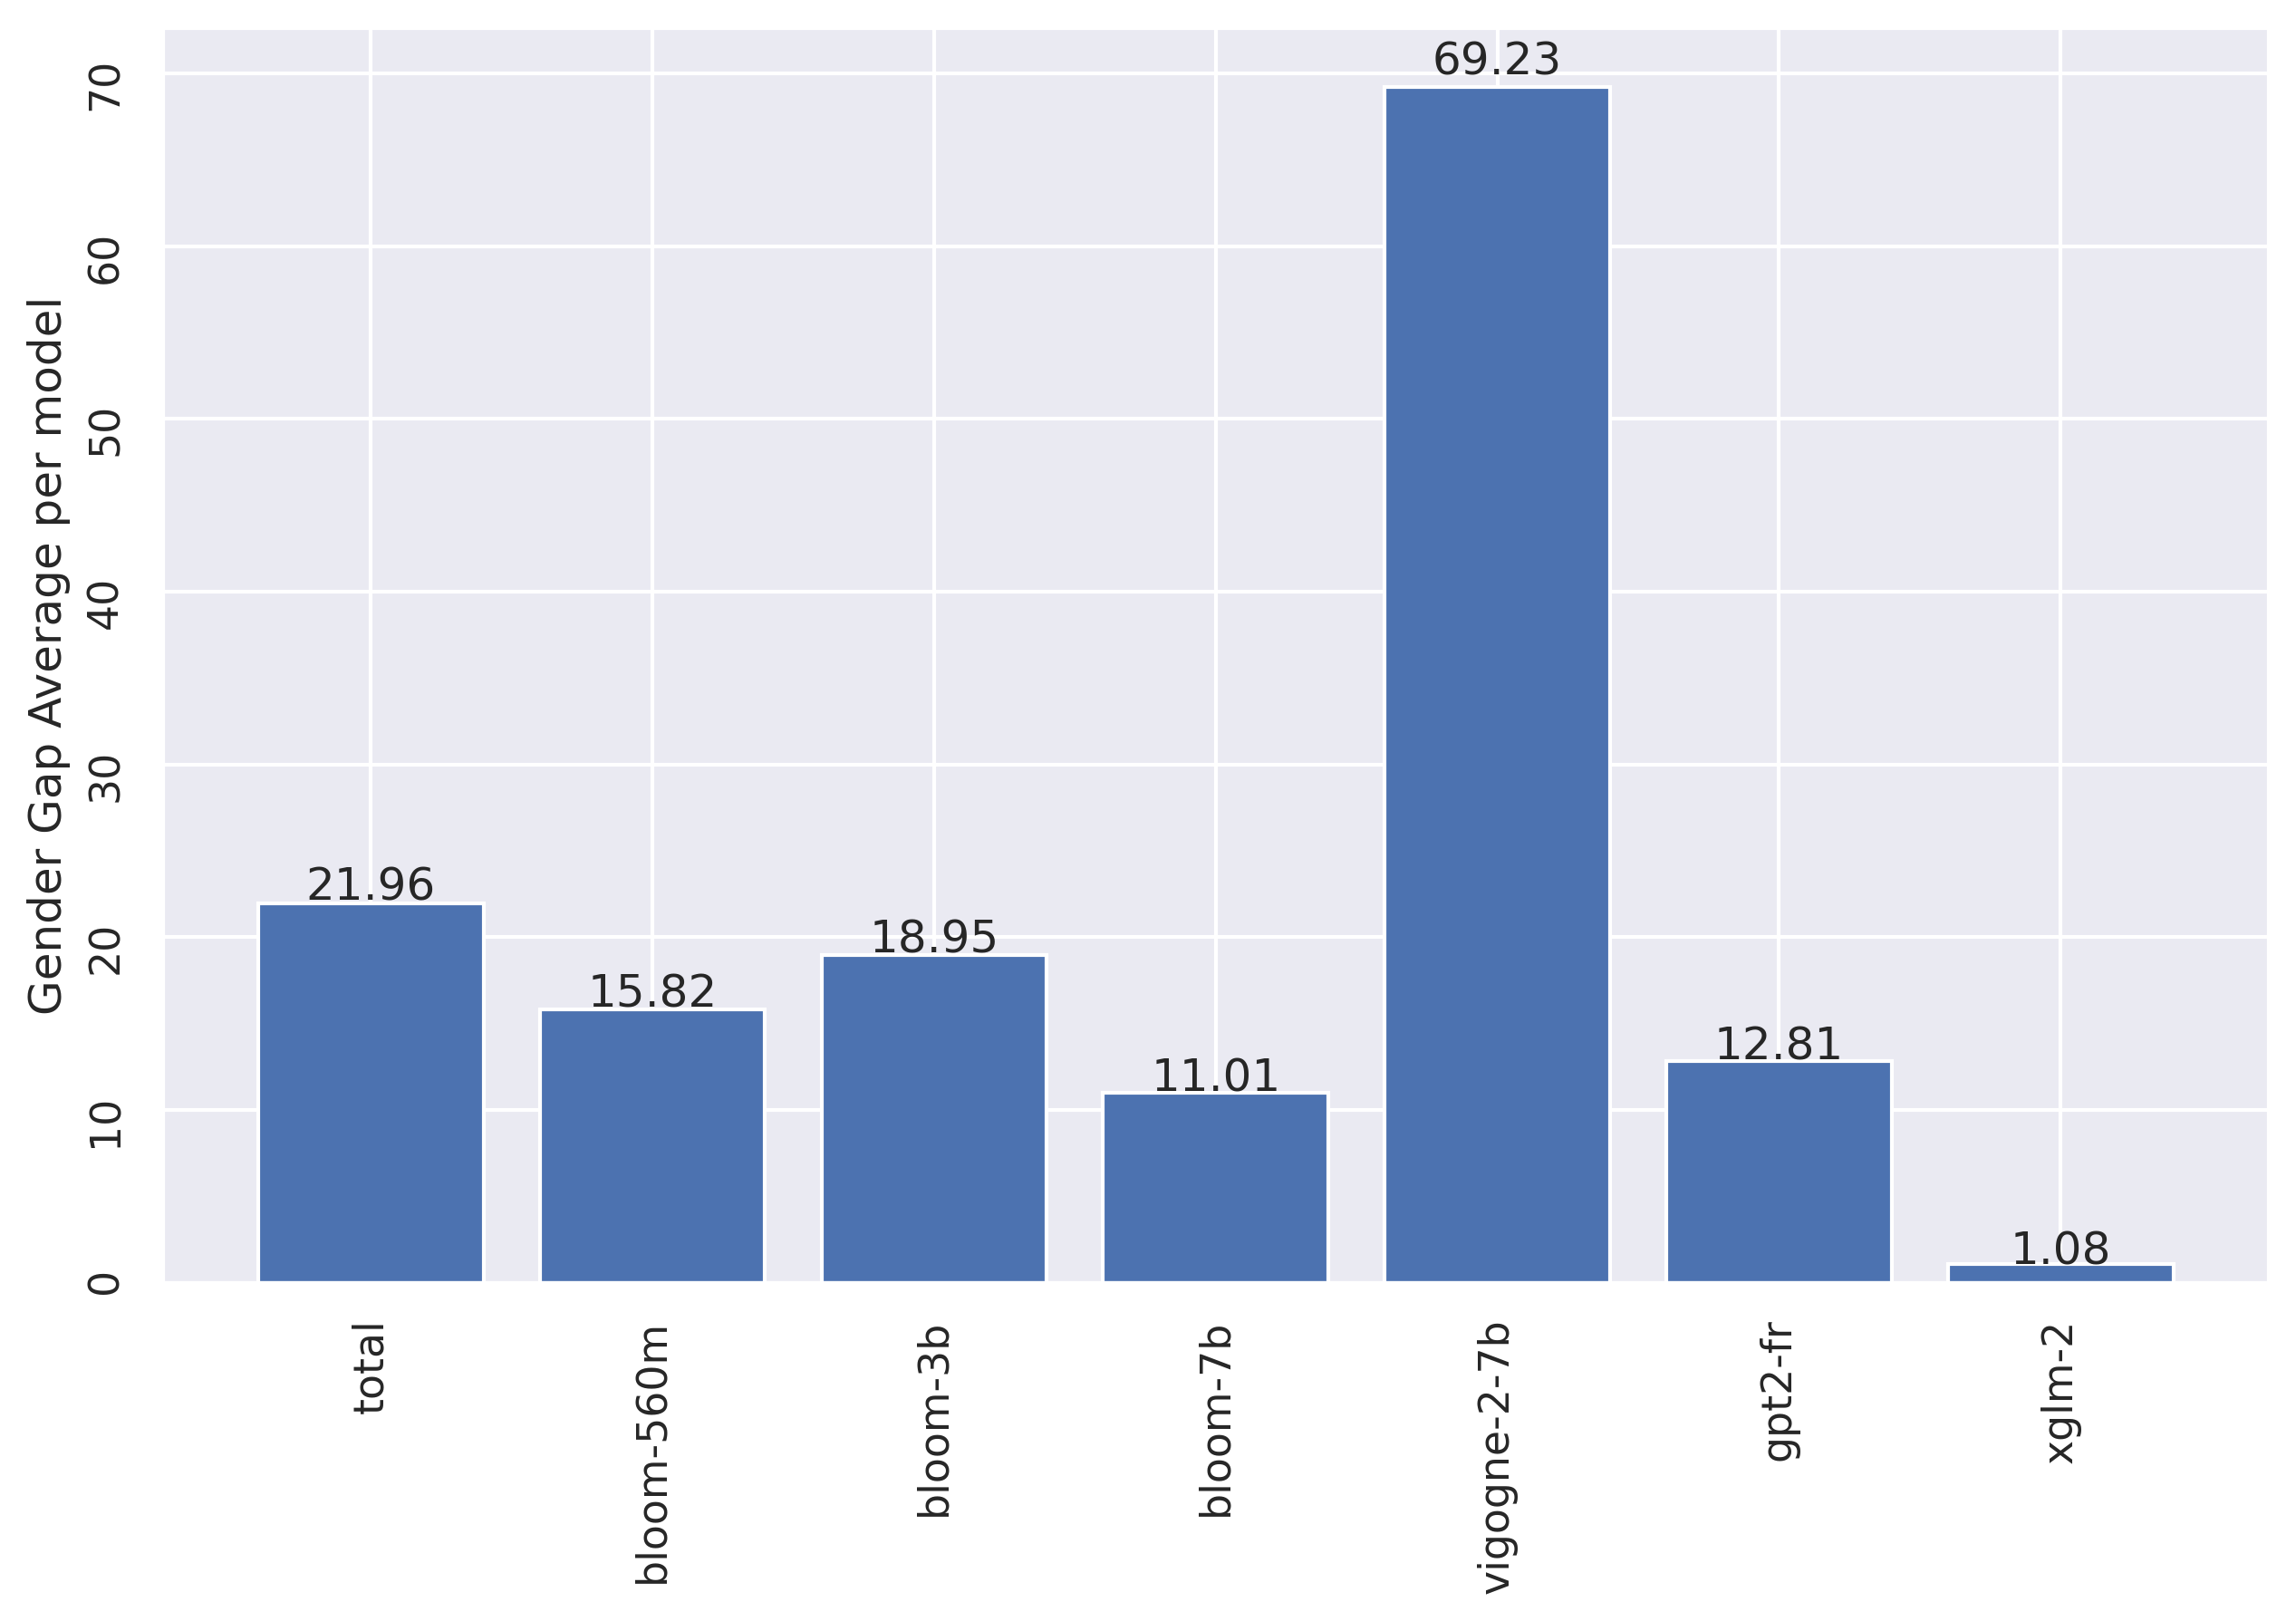 Gender Gap Average per model
70
60
50
40
30
20
10
0
21.96
15.82
18.95
11.01
69.23
12.81
1.08
total
bloom-560m
bloom-3b
bloom-7b
vigogne-2-7b
gpt2-fr
xglm-2